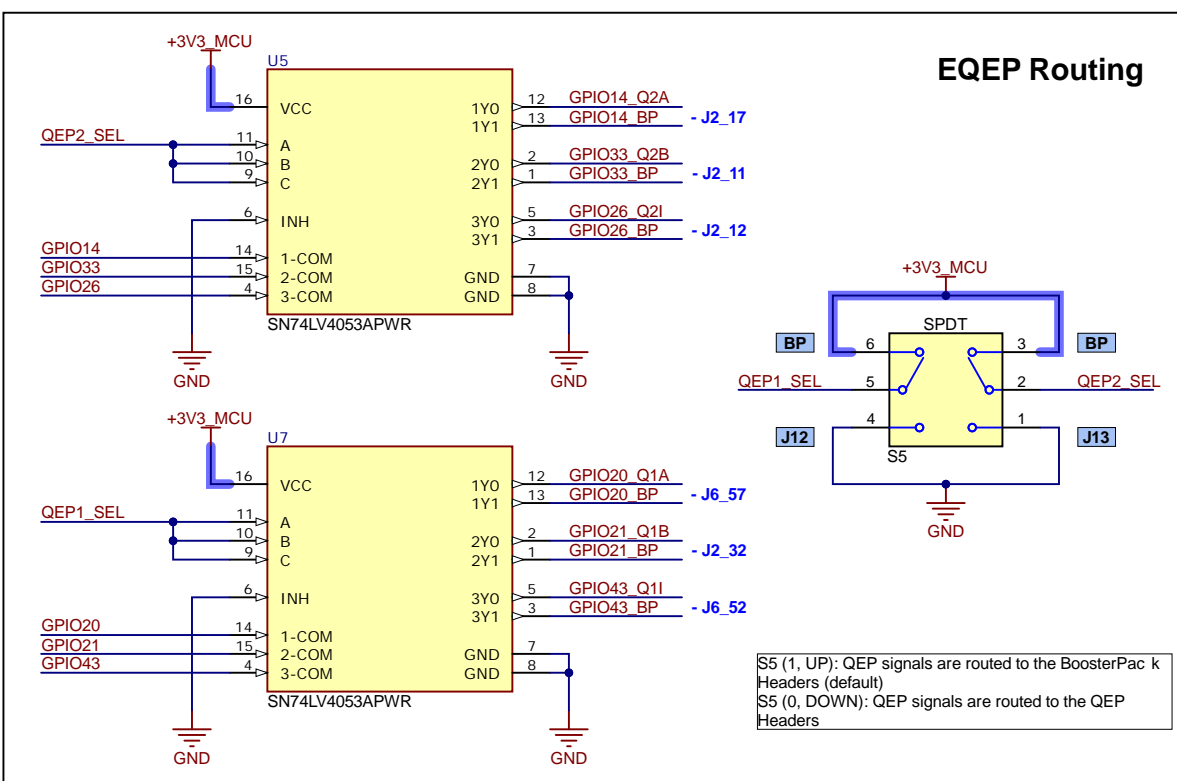 EQEP Routing
+3V3_MCU
U5
16 VCC
QEP2_SEL
11 A
10 B
9 C
6 INH
GPIO14
14 1-COM
GPIO33
15 2-COM
GPIO26
4 3-COM
1Y0 12 GPIO14_Q2A
1Y1 13 GPIO14_BP - J2_17
2Y0 2 GPIO33_Q2B
2Y1 1 GPIO33_BP - J2_11
3Y0 5 GPIO26_Q2I
3Y1 3 GPIO26_BP - J2_12
GND 7
GND 8
SN74LV4053APWR
GND
GND
+3V3_MCU
U7
16 VCC
QEP1_SEL
11 A
10 B
9 C
6 INH
GPIO20
14 1-COM
GPIO21
15 2-COM
GPIO43
4 3-COM
1Y0 12 GPIO20_Q1A
1Y1 13 GPIO20_BP - J6_57
2Y0 2 GPIO21_Q1B
2Y1 1 GPIO21_BP - J2_32
3Y0 5 GPIO43_Q1I
3Y1 3 GPIO43_BP - J6_52
GND 7
GND 8
SN74LV4053APWR
GND
GND
+3V3_MCU
SPDT
BP 6 3 BP
QEP1_SEL 5 2 QEP2_SEL
J12 4 1 J13
S5
GND
S5 (1, UP): QEP signals are routed to the BoosterPac k
Headers (default)
S5 (0, DOWN): QEP signals are routed to the QEP
Headers